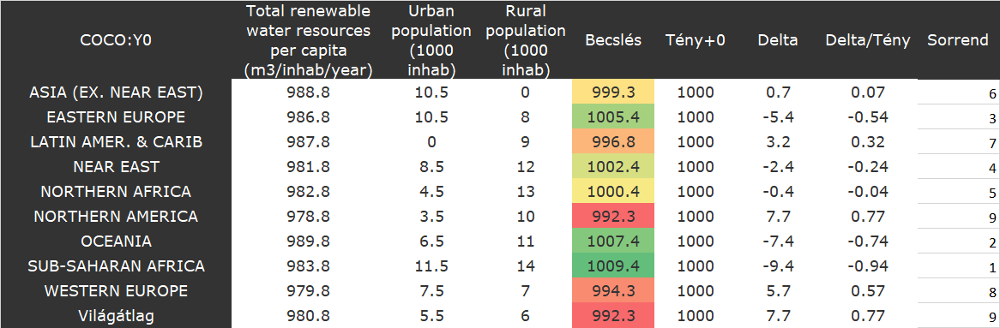 COCO:Y0 Total renewable water resources per capita (m3/inhab/year) Urban population (1000 inhab) Rural population (1000 inhab) Becslés Tény+0 Delta Delta/Tény Sorrend
ASIA (EX. NEAR EAST) 988.8 10.5 0 999.3 1000 0.7 0.07 6
EASTERN EUROPE 986.8 10.5 8 1005.4 1000 -5.4 -0.54 3
LATIN AMER. & CARIB 987.8 0 9 996.8 1000 3.2 0.32 7
NEAR EAST 981.8 8.5 12 1002.4 1000 -2.4 -0.24 4
NORTHERN AFRICA 982.8 4.5 13 1000.4 1000 -0.4 -0.04 5
NORTHERN AMERICA 978.8 3.5 10 992.3 1000 7.7 0.77 9
OCEANIA 989.8 6.5 11 1007.4 1000 -7.4 -0.74 2
SUB-SAHARAN AFRICA 983.8 11.5 14 1009.4 1000 -9.4 -0.94 1
WESTERN EUROPE 979.8 7.5 7 994.3 1000 5.7 0.57 8
Világátlag 980.8 5.5 6 992.3 1000 7.7 0.77 9